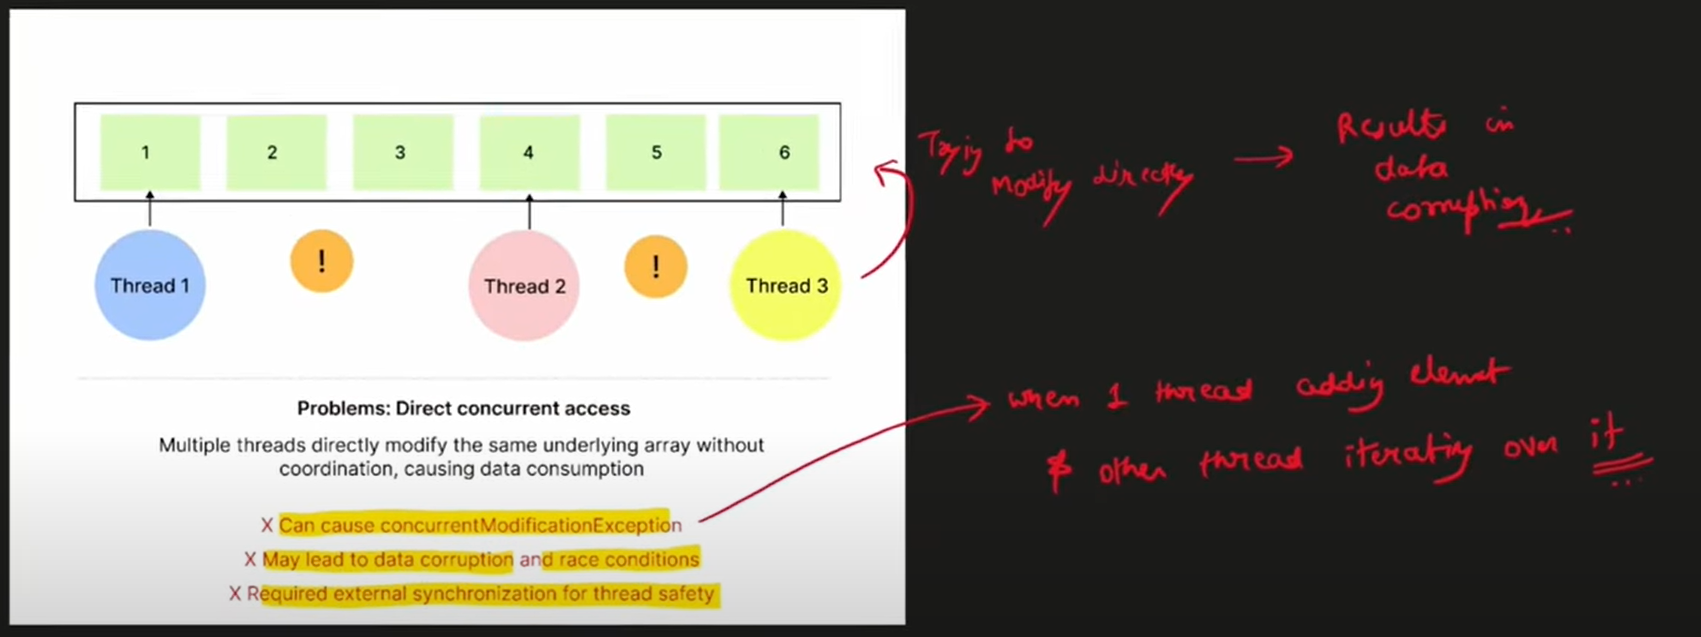 1 2 3 4 5 6
Thread 1 ! Thread 2 ! Thread 3
Trying to
Modify directly → Results in
data
corruption
Problems: Direct concurrent access
Multiple threads directly modify the same underlying array without
coordination, causing data consumption
X Can cause concurrentModificationException
X May lead to data corruption and race conditions
X Required external synchronization for thread safety
when 1 thread adding element
& other thread iterating over it